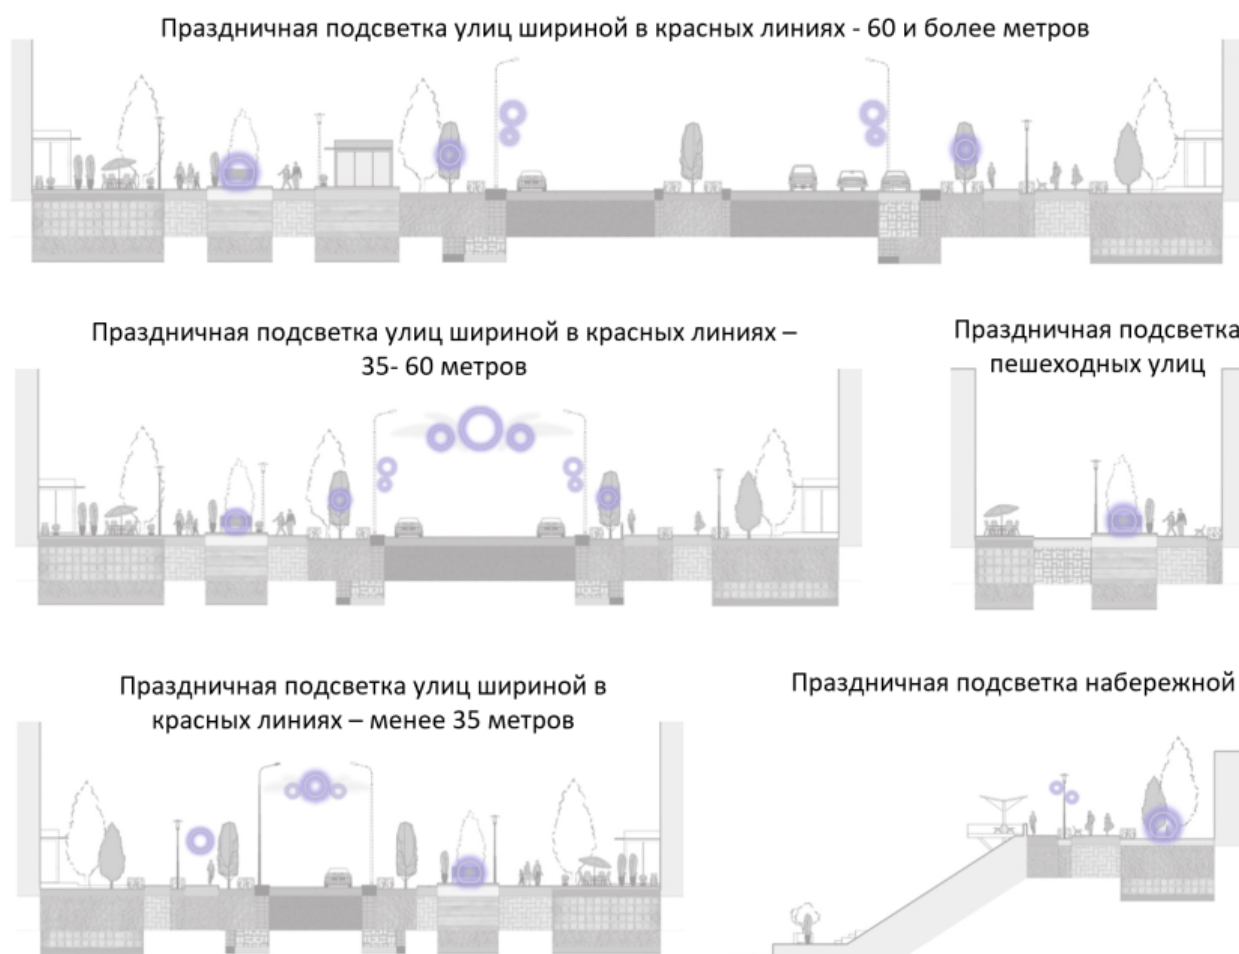 Праздничная подсветка улиц шириной в красных линиях - 60 и более метров
Праздничная подсветка улиц шириной в красных линиях –
35- 60 метров
Праздничная подсветка
пешеходных улиц
Праздничная подсветка улиц шириной в
красных линиях – менее 35 метров
Праздничная подсветка набережной